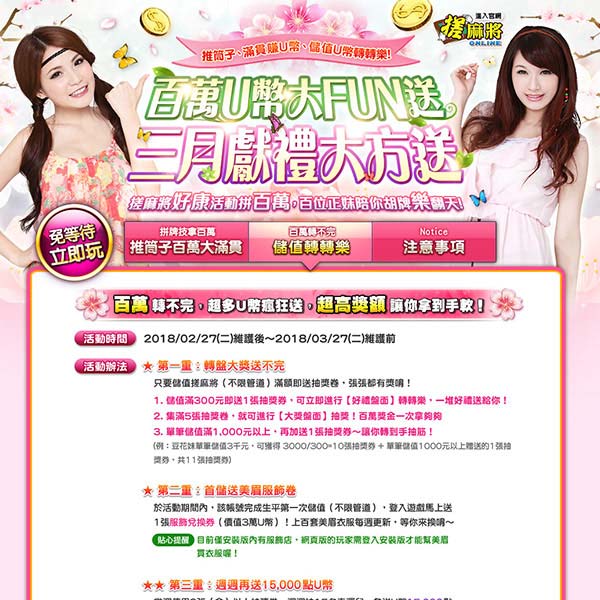 進入官網
搓麻將
ONLINE
推筒子、滿貫賺U幣、儲值U幣轉轉樂!
百萬U幣大FUN送
三月獻禮大方送
搓麻將好康活動拼百萬,百位正妹陪你胡牌樂翻天!
免等待
立即玩
拼牌技拿百萬
推筒子百萬大滿貫
百萬轉不完
儲值轉轉樂
Notice
注意事項
百萬 轉不完,超多U幣瘋狂送,超高獎額 讓你拿到手軟!
活動時間 2018/02/27(二)維護後~2018/03/27(二)維護前
活動辦法 ★ 第一重:轉盤大獎送不完
只要儲值搓麻將(不限管道)滿額即送抽獎卷,張張都有獎唷!
1. 儲值滿300元即送1張抽獎券,可立即進行【好禮盤面】轉轉樂,一堆好禮送給你!
2. 集滿5張抽獎卷,就可進行【大獎盤面】抽獎!百萬獎金一次拿夠夠
3. 單筆儲值滿1,000元以上,再加送1張抽獎券~讓你轉到手抽筋!
(例:豆花妹單筆儲值3千元,可獲得 3000/300=10張抽獎券 + 單筆儲值1000元以上贈送的1張抽
獎券,共11張抽獎券)
★ 第二重:首儲送美眉服飾卷
於活動期間內,該帳號完成生平第一次儲值(不限管道),登入遊戲馬上送
1張服飾兌換券(價值3萬U幣)!上百套美眉衣服每週更新,等你來換唷~
貼心提醒 目前僅安裝版內有服飾店,網頁版的玩家需登入安裝版才能幫美眉
買衣服喔!
★★ 第三重:週週再送15,000點U幣